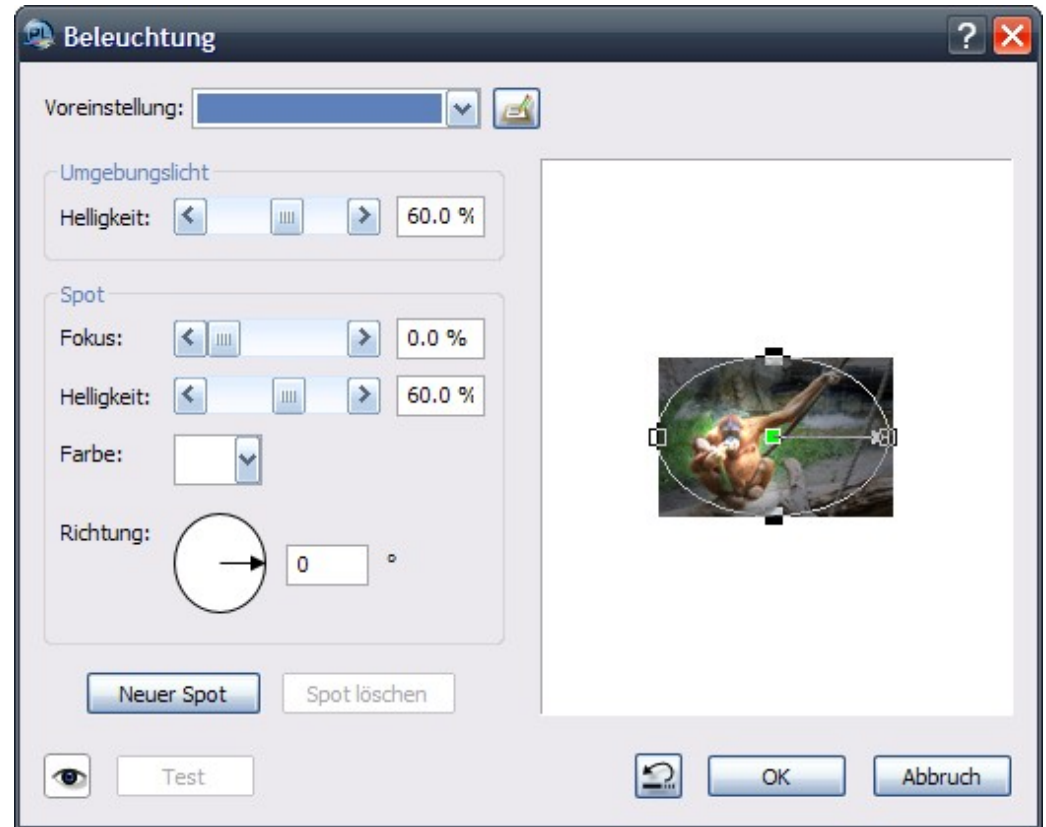 Beleuchtung
Voreinstellung:
Umgebungslicht
Helligkeit: 60.0 %
Spot
Fokus: 0.0 %
Helligkeit: 60.0 %
Farbe:
Richtung: 0 °
Neuer Spot Spot löschen
Test OK Abbruch